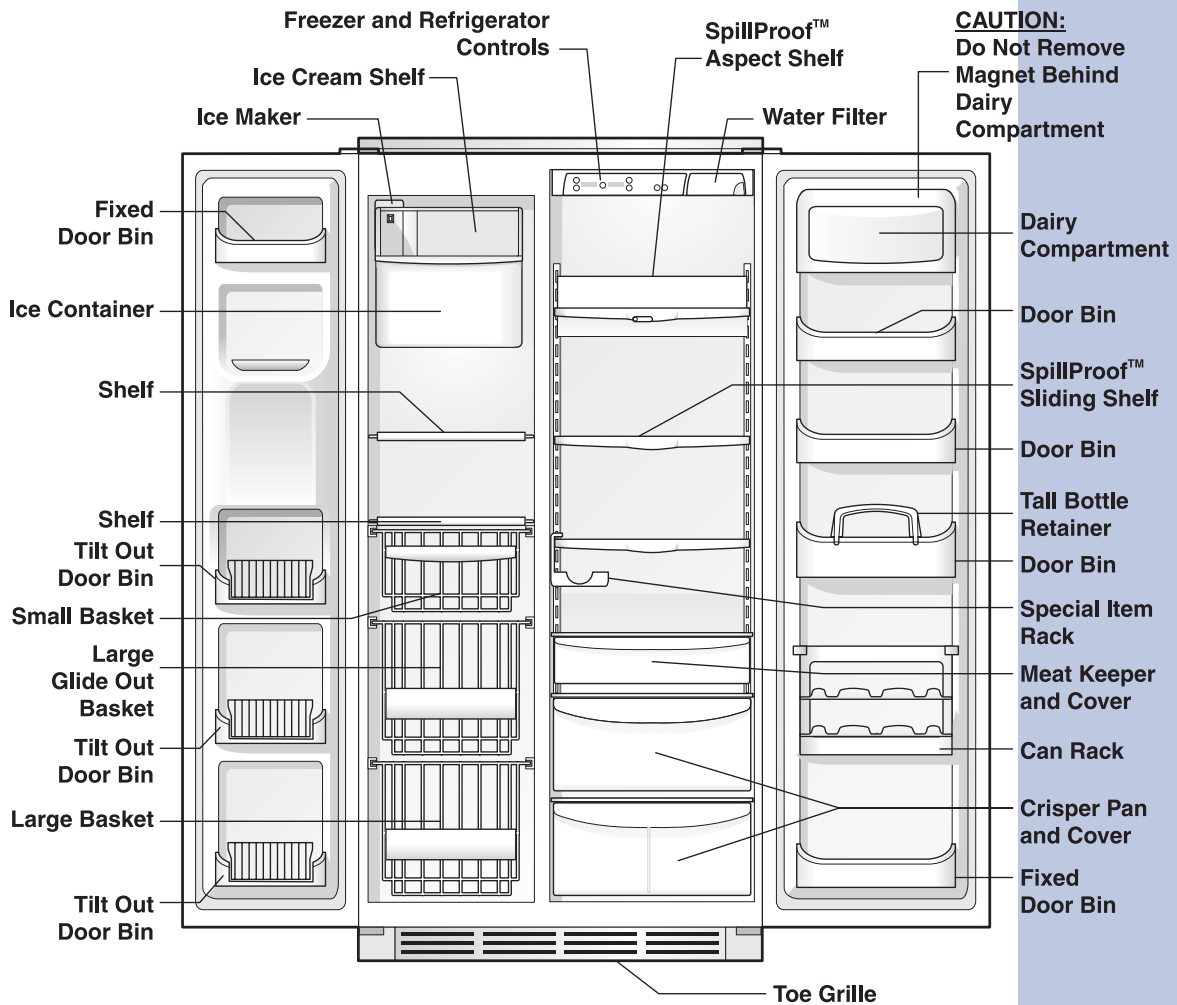 Freezer and Refrigerator
Controls
SpillProof™
Aspect Shelf
CAUTION:
Do Not Remove
Magnet Behind
Dairy
Compartment
Ice Cream Shelf
Ice Maker
Water Filter
Fixed
Door Bin
Ice Container
Shelf
Shelf
Tilt Out
Door Bin
Small Basket
Large
Glide Out
Basket
Tilt Out
Door Bin
Large Basket
Tilt Out
Door Bin
Dairy
Compartment
Door Bin
SpillProof™
Sliding Shelf
Door Bin
Tall Bottle
Retainer
Door Bin
Special Item
Rack
Meat Keeper
and Cover
Can Rack
Crisper Pan
and Cover
Fixed
Door Bin
Toe Grille